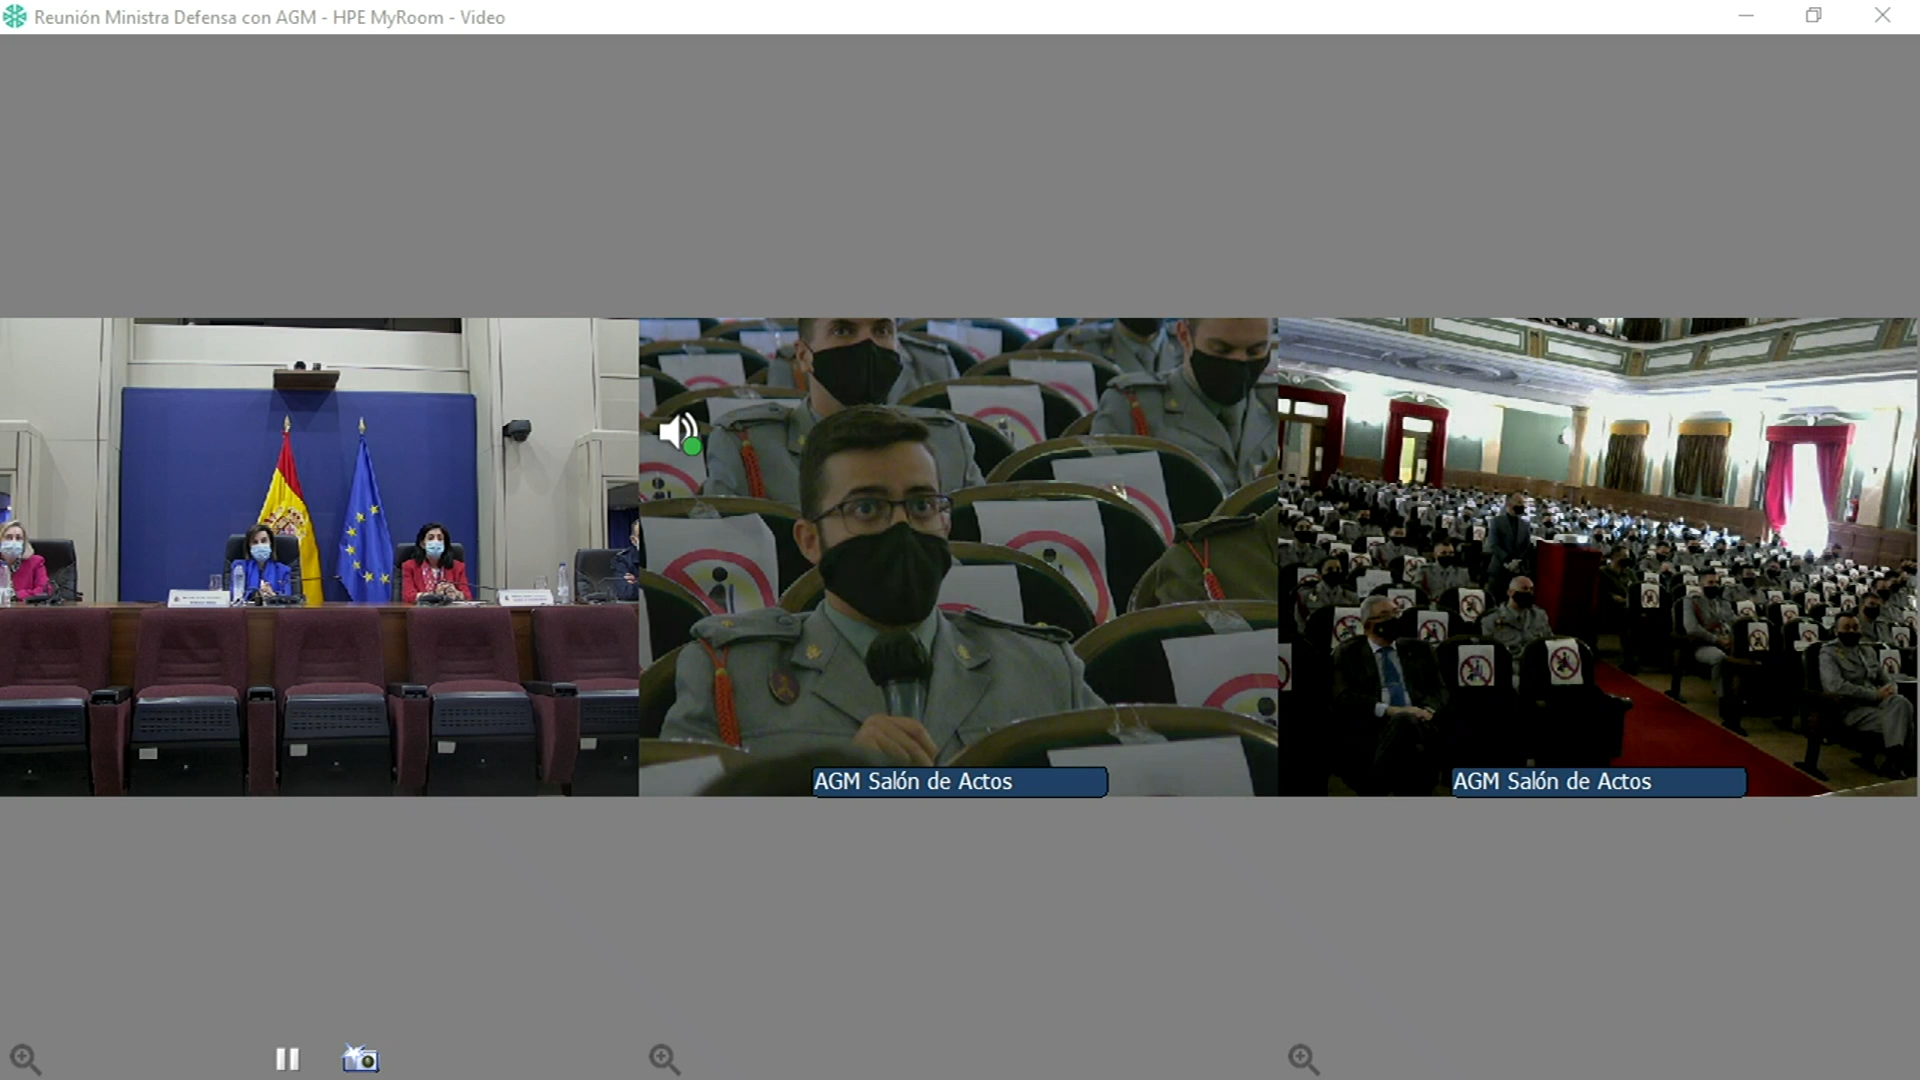 Reunión Ministra Defensa con AGM - HPE MyRoom - Video
AGM Salón de Actos
AGM Salón de Actos